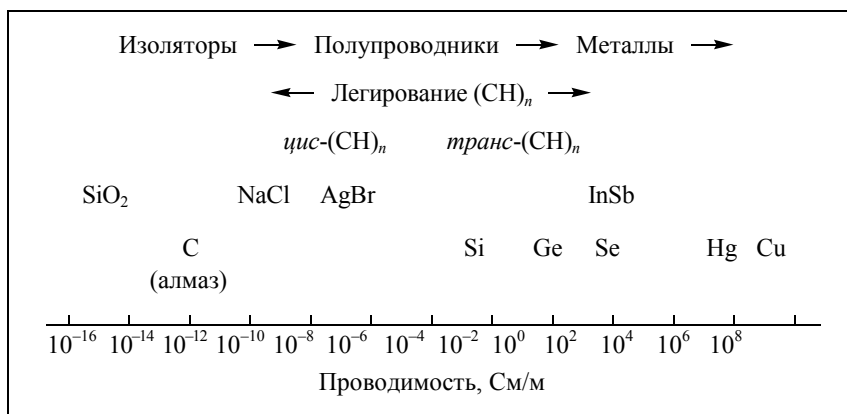 Изоляторы → Полупроводники → Металлы →
← Легирование (CH)ₙ →
цис-(CH)ₙ транс-(CH)ₙ
SiO₂ NaCl AgBr InSb
C Si Ge Se Hg Cu
(алмаз)
10⁻¹⁶ 10⁻¹⁴ 10⁻¹² 10⁻¹⁰ 10⁻⁸ 10⁻⁶ 10⁻⁴ 10⁻² 10⁰ 10² 10⁴ 10⁶ 10⁸
Проводимость, См/м